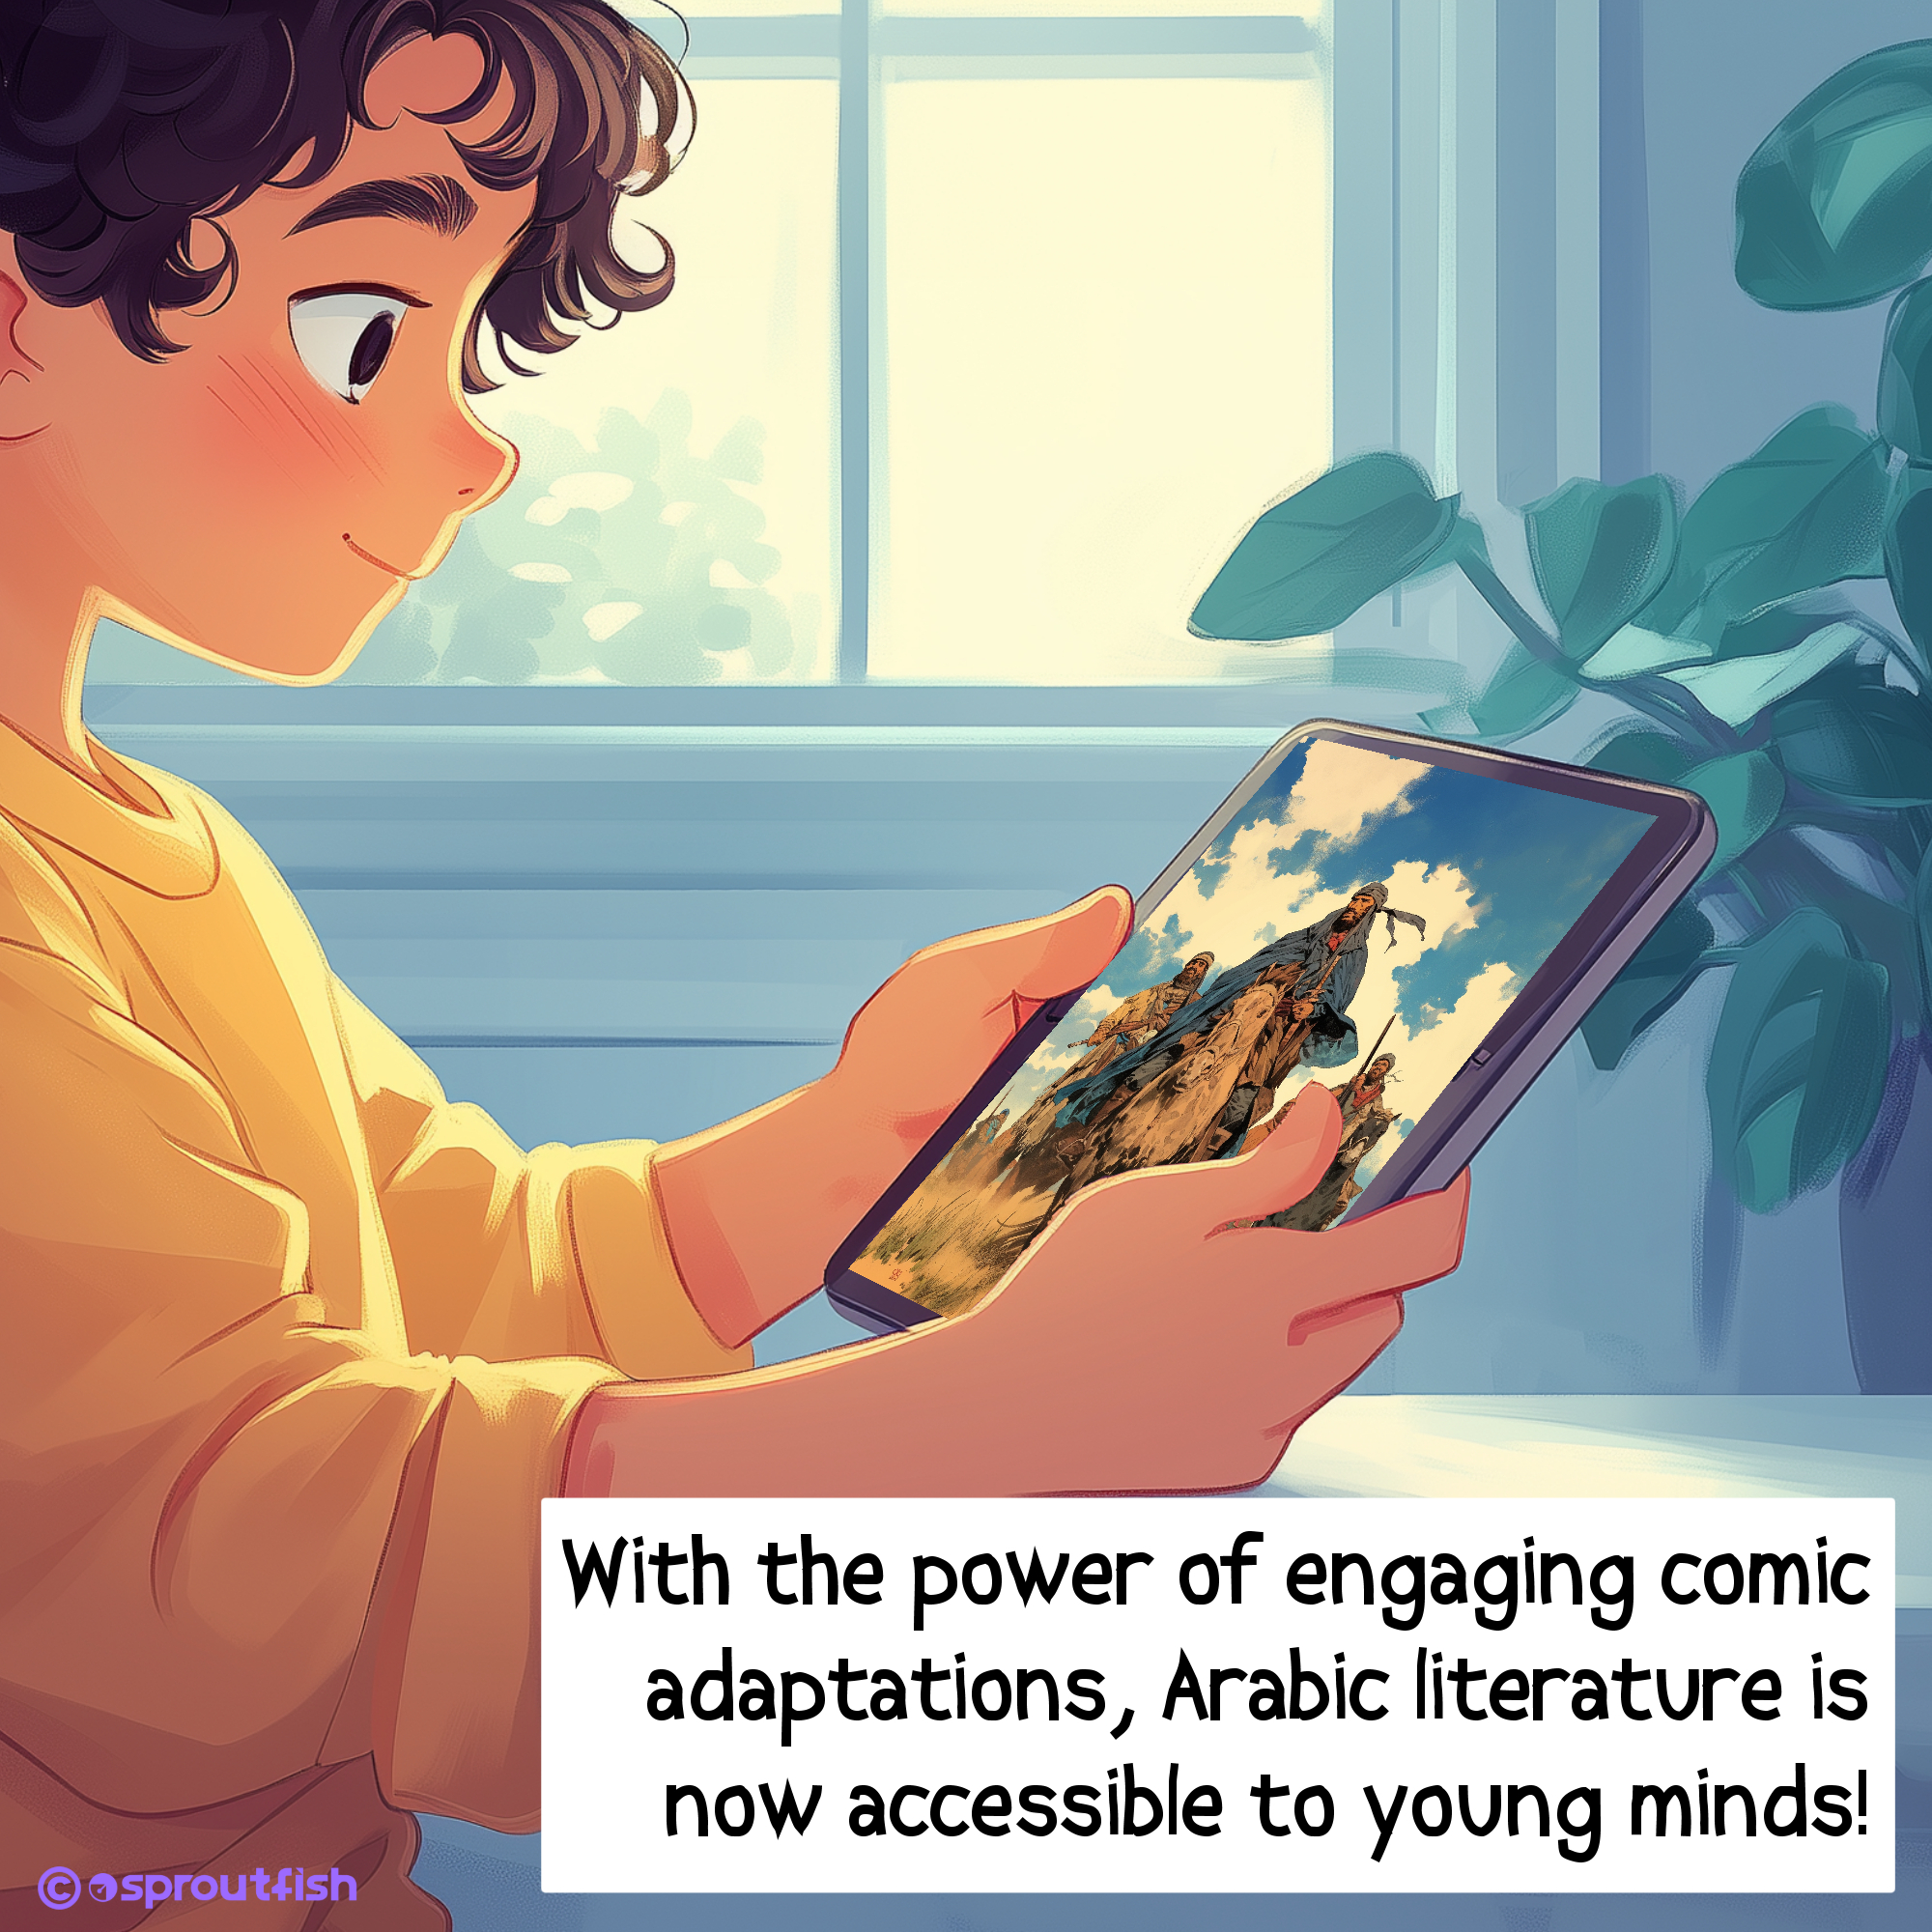 With the power of engaging comic
adaptations, Arabic literature is
now accessible to young minds!
© sproutfish